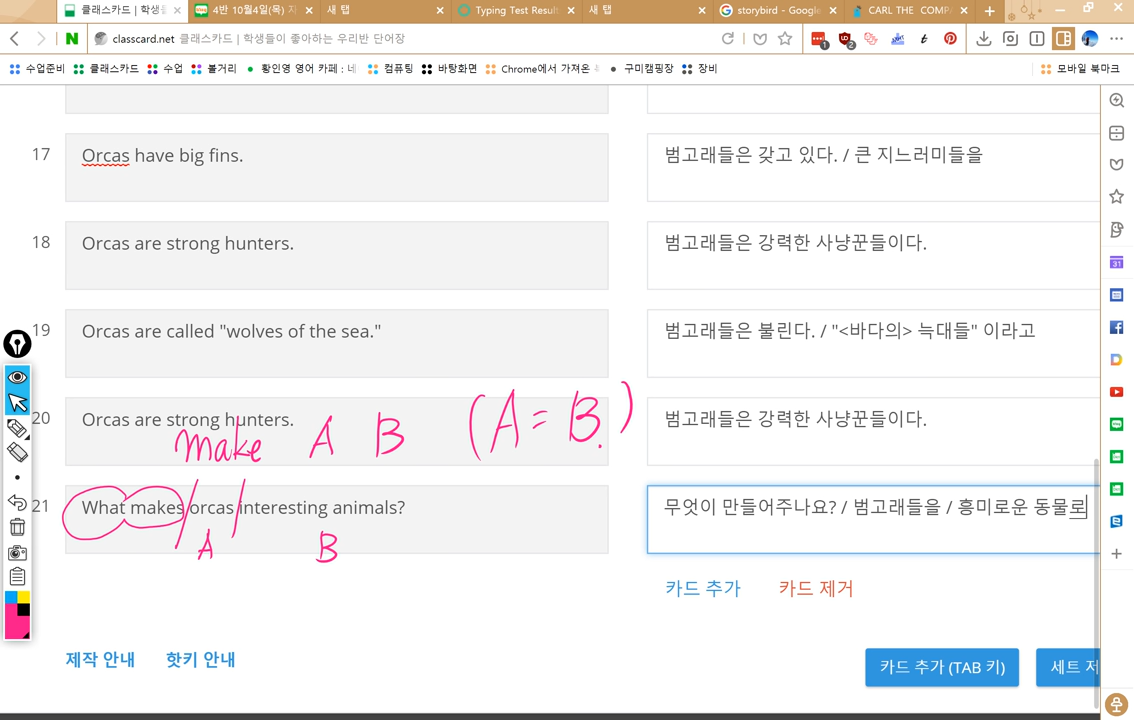 클래스카드 | 학생들
4반 10월4일(목) 지
새 탭
Typing Test Result
새 탭
storybird - Google
CARL THE COMP
classcard.net 클래스카드 | 학생들이 좋아하는 우리반 단어장
수업준비 클래스카드 수업 볼거리 황인영 영어 카페 : 네 컴퓨팅 바탕화면 Chrome에서 가져온 구미캠핑장 장비 모바일 북마크
17 Orcas have big fins. 범고래들은 갖고 있다. / 큰 지느러미들을
18 Orcas are strong hunters. 범고래들은 강력한 사냥꾼들이다.
19 Orcas are called "wolves of the sea." 범고래들은 불린다. / "<바다의> 늑대들" 이라고
20 Orcas are strong hunters. 범고래들은 강력한 사냥꾼들이다.
make A B (A = B.)
21 What makes orcas interesting animals? 무엇이 만들어주나요? / 범고래들을 / 흥미로운 동물로
A B
카드 추가 카드 제거
제작 안내 핫키 안내
카드 추가 (TAB 키) 세트 제